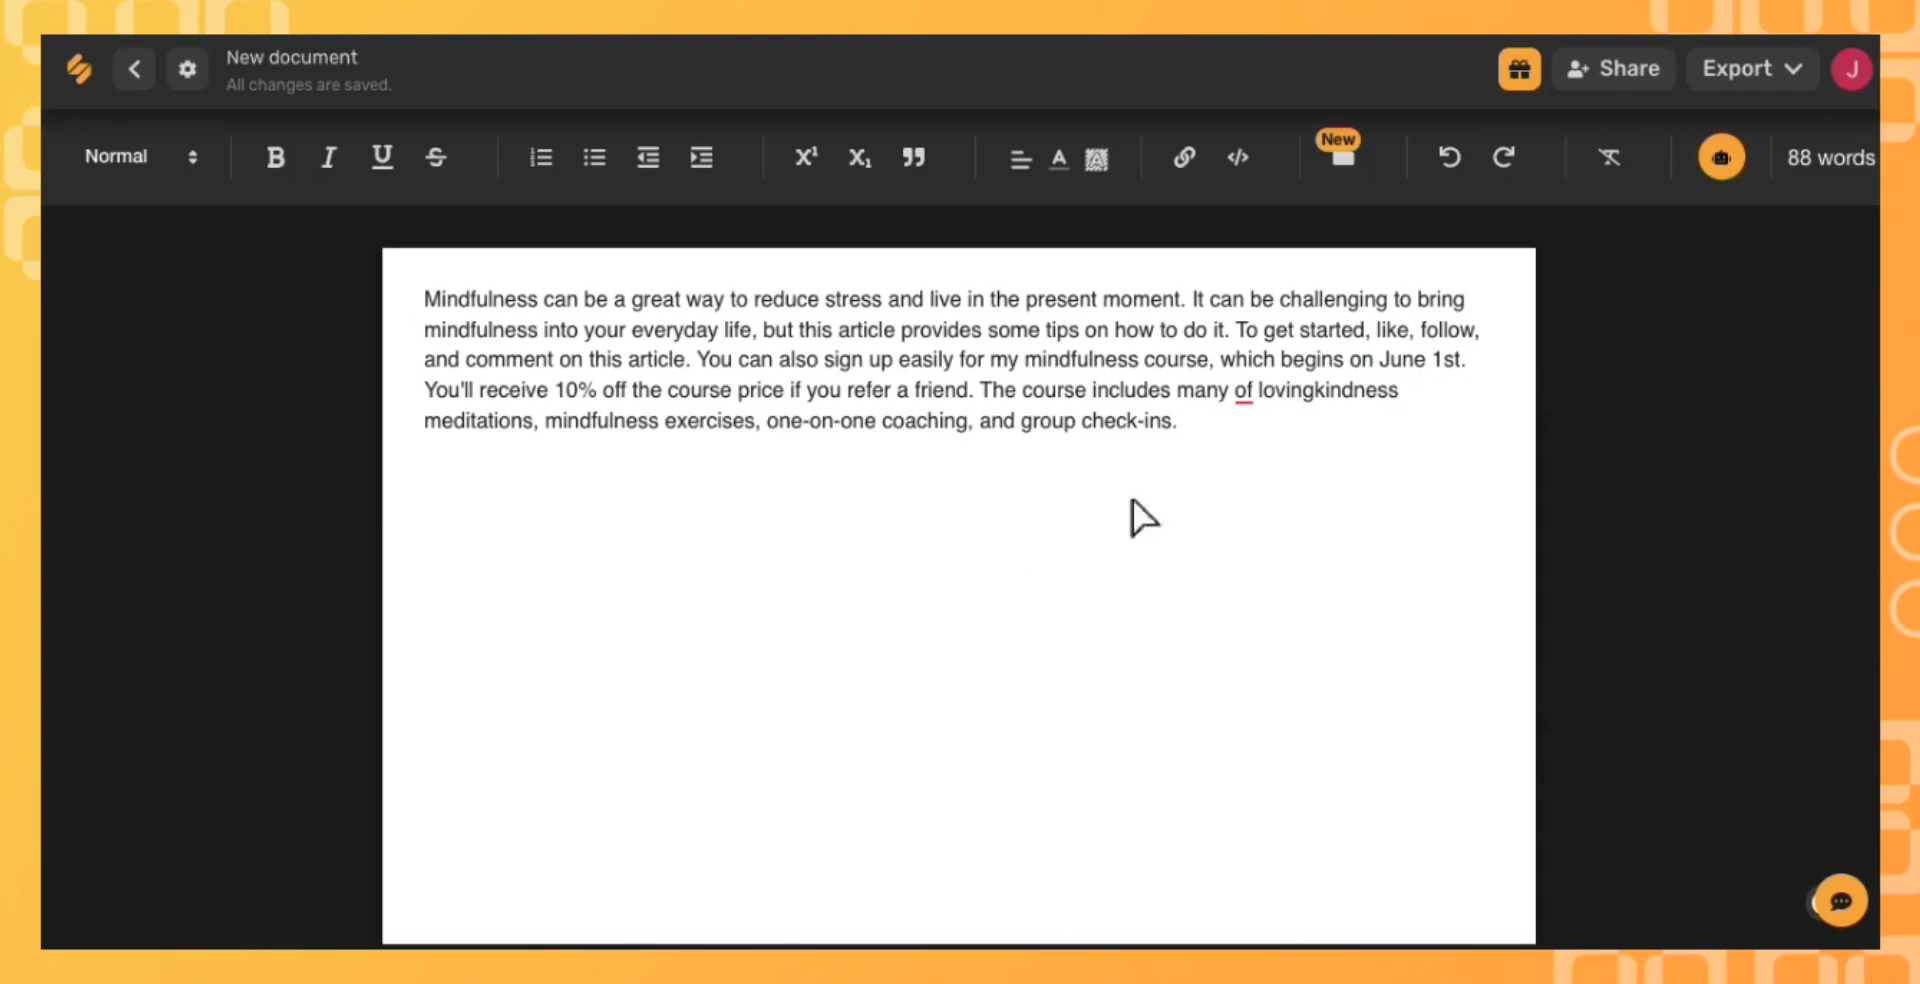 New document
All changes are saved.
Share
Export
J
Normal
B I U S
X¹ X₁
A A
New
88 words
Mindfulness can be a great way to reduce stress and live in the present moment. It can be challenging to bring
mindfulness into your everyday life, but this article provides some tips on how to do it. To get started, like, follow,
and comment on this article. You can also sign up easily for my mindfulness course, which begins on June 1st.
You'll receive 10% off the course price if you refer a friend. The course includes many of lovingkindness
meditations, mindfulness exercises, one-on-one coaching, and group check-ins.